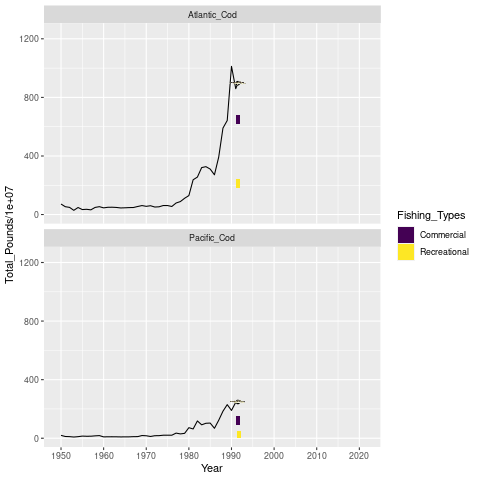 Atlantic_Cod
1200
800
400
0
Pacific_Cod
1200
800
400
0
1950 1960 1970 1980 1990 2000 2010 2020
Year
Total_Pounds/1e+07
Fishing_Types
Commercial
Recreational